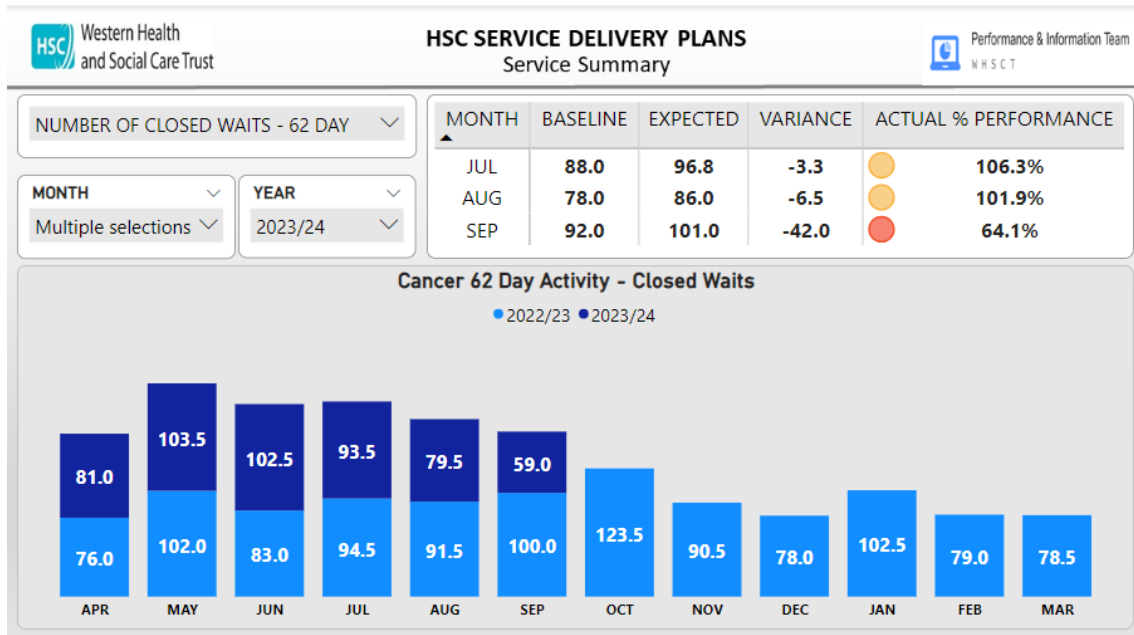 HSC
Western Health
and Social Care Trust
HSC SERVICE DELIVERY PLANS
Service Summary
Performance & Information Team
WHSCT
NUMBER OF CLOSED WAITS - 62 DAY
MONTH
Multiple selections
YEAR
2023/24
MONTH BASELINE EXPECTED VARIANCE ACTUAL % PERFORMANCE
JUL 88.0 96.8 -3.3 106.3%
AUG 78.0 86.0 -6.5 101.9%
SEP 92.0 101.0 -42.0 64.1%
Cancer 62 Day Activity - Closed Waits
2022/23 2023/24
81.0 103.5 102.5 93.5 79.5 59.0
76.0 102.0 83.0 94.5 91.5 100.0 123.5 90.5 78.0 102.5 79.0 78.5
APR MAY JUN JUL AUG SEP OCT NOV DEC JAN FEB MAR